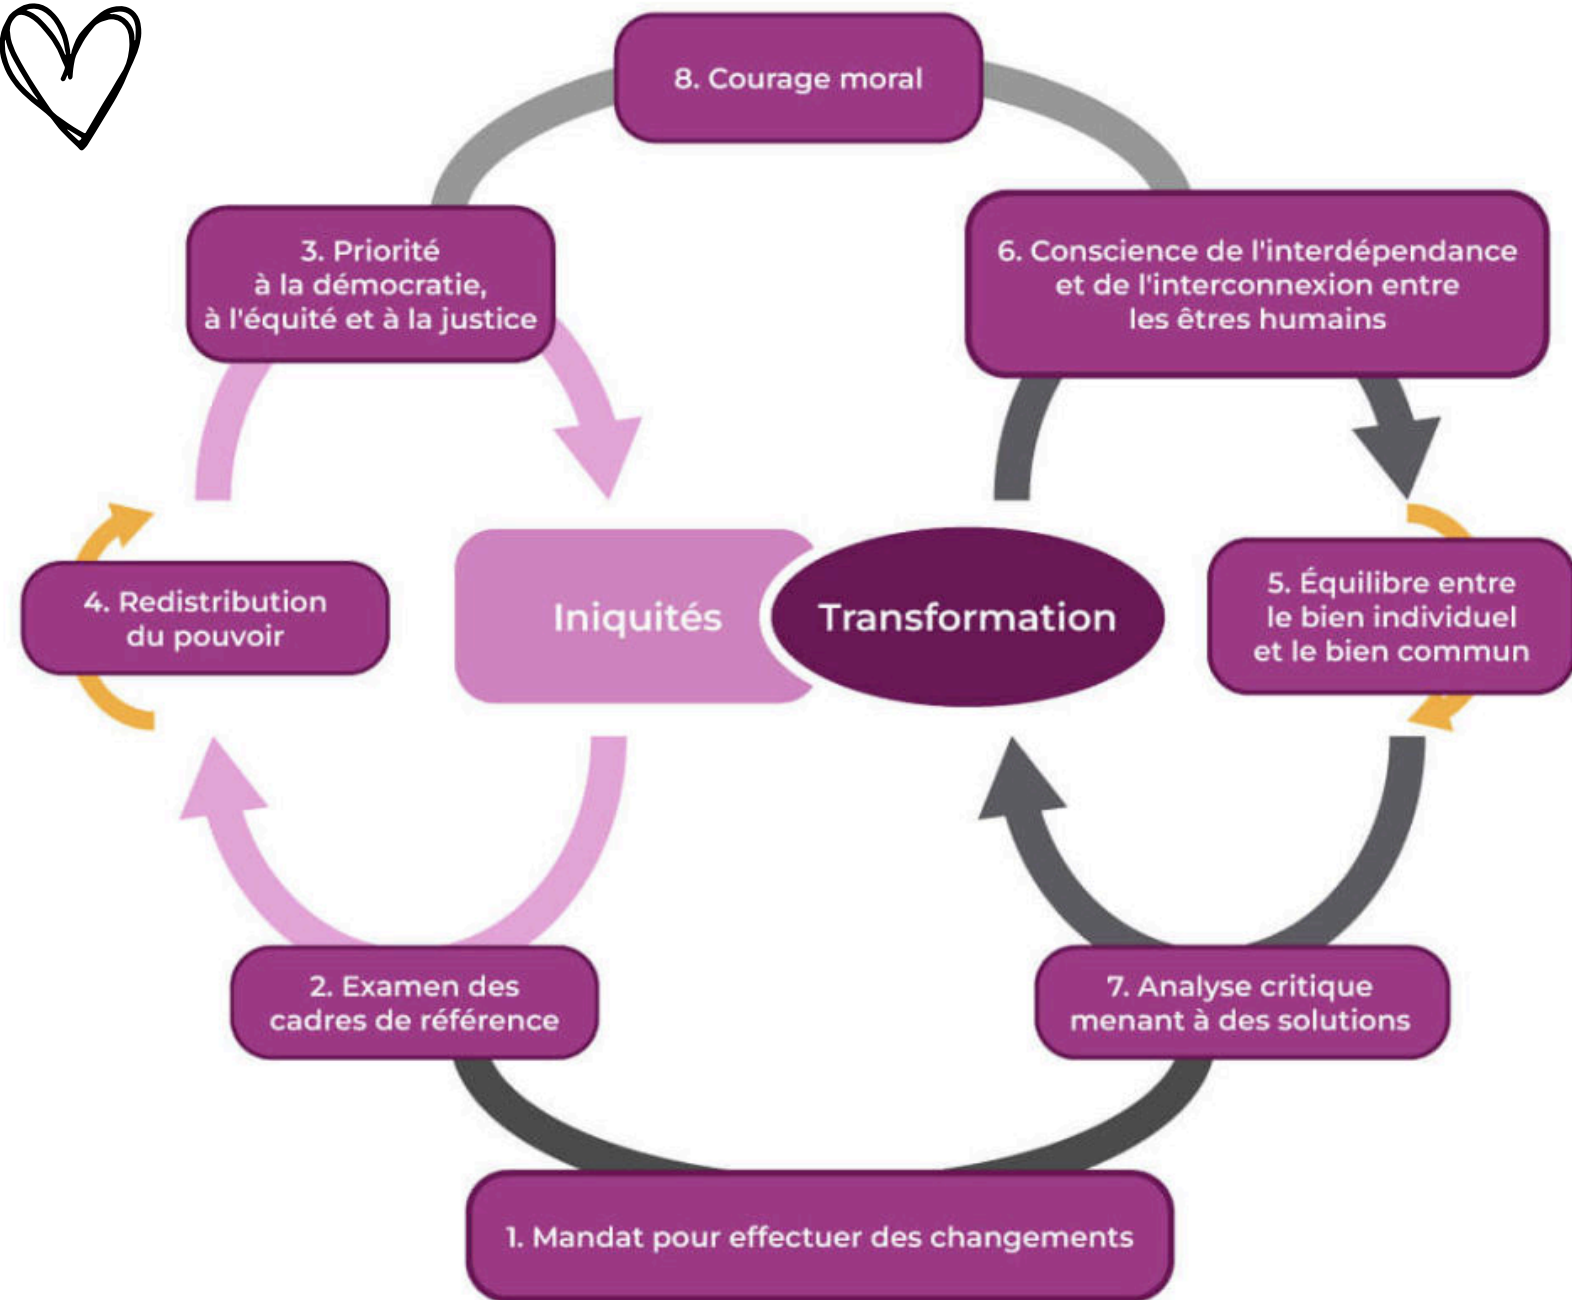 8. Courage moral
3. Priorité
à la démocratie,
à l'équité et à la justice
6. Conscience de l'interdépendance
et de l'interconnexion entre
les êtres humains
4. Redistribution
du pouvoir
Iniquités
Transformation
5. Équilibre entre
le bien individuel
et le bien commun
2. Examen des
cadres de référence
7. Analyse critique
menant à des solutions
1. Mandat pour effectuer des changements